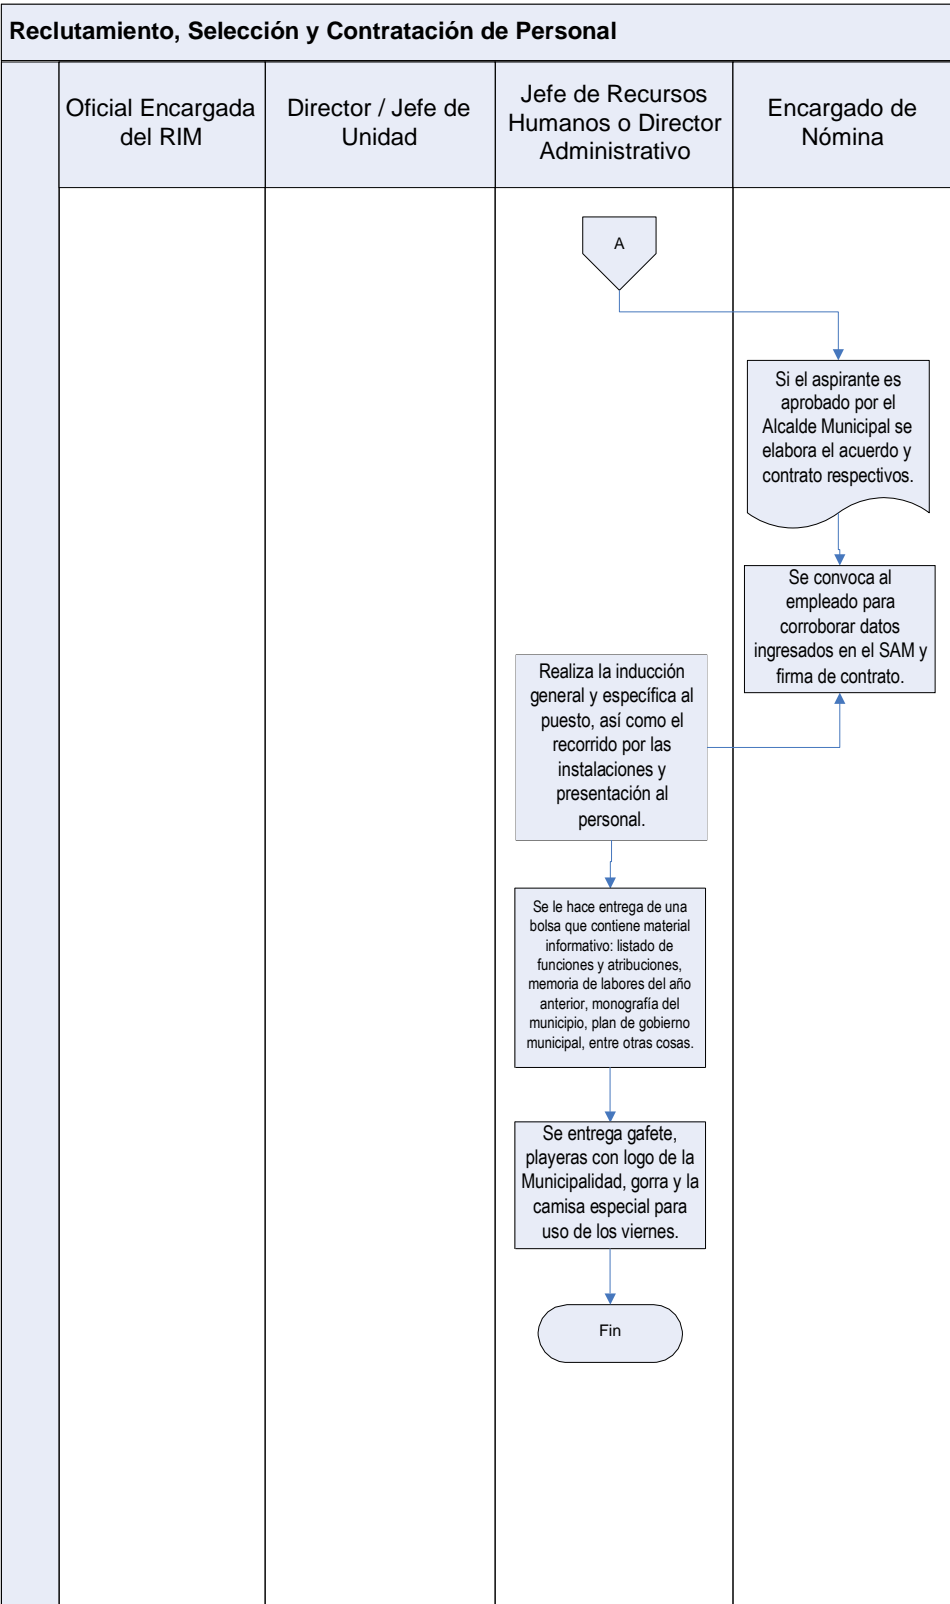 Reclutamiento, Selección y Contratación de Personal
Oficial Encargada
del RIM
Director / Jefe de
Unidad
Jefe de Recursos
Humanos o Director
Administrativo
Encargado de
Nómina
A
Si el aspirante es
aprobado por el
Alcalde Municipal se
elabora el acuerdo y
contrato respectivos.
Se convoca al
empleado para
corroborar datos
ingresados en el SAM y
firma de contrato.
Realiza la inducción
general y específica al
puesto, así como el
recorrido por las
instalaciones y
presentación al
personal.
Se le hace entrega de una
bolsa que contiene material
informativo: listado de
funciones y atribuciones,
memoria de labores del año
anterior, monografía del
municipio, plan de gobierno
municipal, entre otras cosas.
Se entrega gafete,
playeras con logo de la
Municipalidad, gorra y la
camisa especial para
uso de los viernes.
Fin